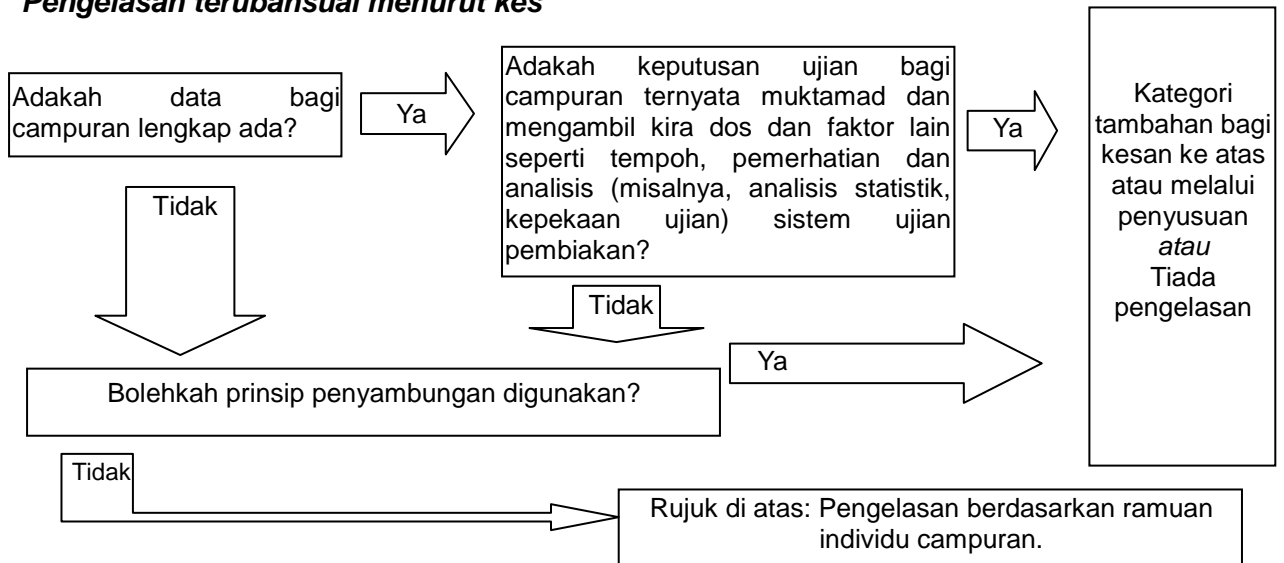 Pengelasan terubahsuai menurut kes
Adakah data bagi
campuran lengkap ada?
Ya
Adakah keputusan ujian bagi
campuran ternyata muktamad dan
mengambil kira dos dan faktor lain
seperti tempoh, pemerhatian dan
analisis (misalnya, analisis statistik,
kepekaan ujian) sistem ujian
pembiakan?
Ya
Kategori
tambahan bagi
kesan ke atas
atau melalui
penyusuan
atau
Tiada
pengelasan
Tidak
Tidak
Bolehkah prinsip penyambungan digunakan?
Ya
Tidak
Rujuk di atas: Pengelasan berdasarkan ramuan
individu campuran.